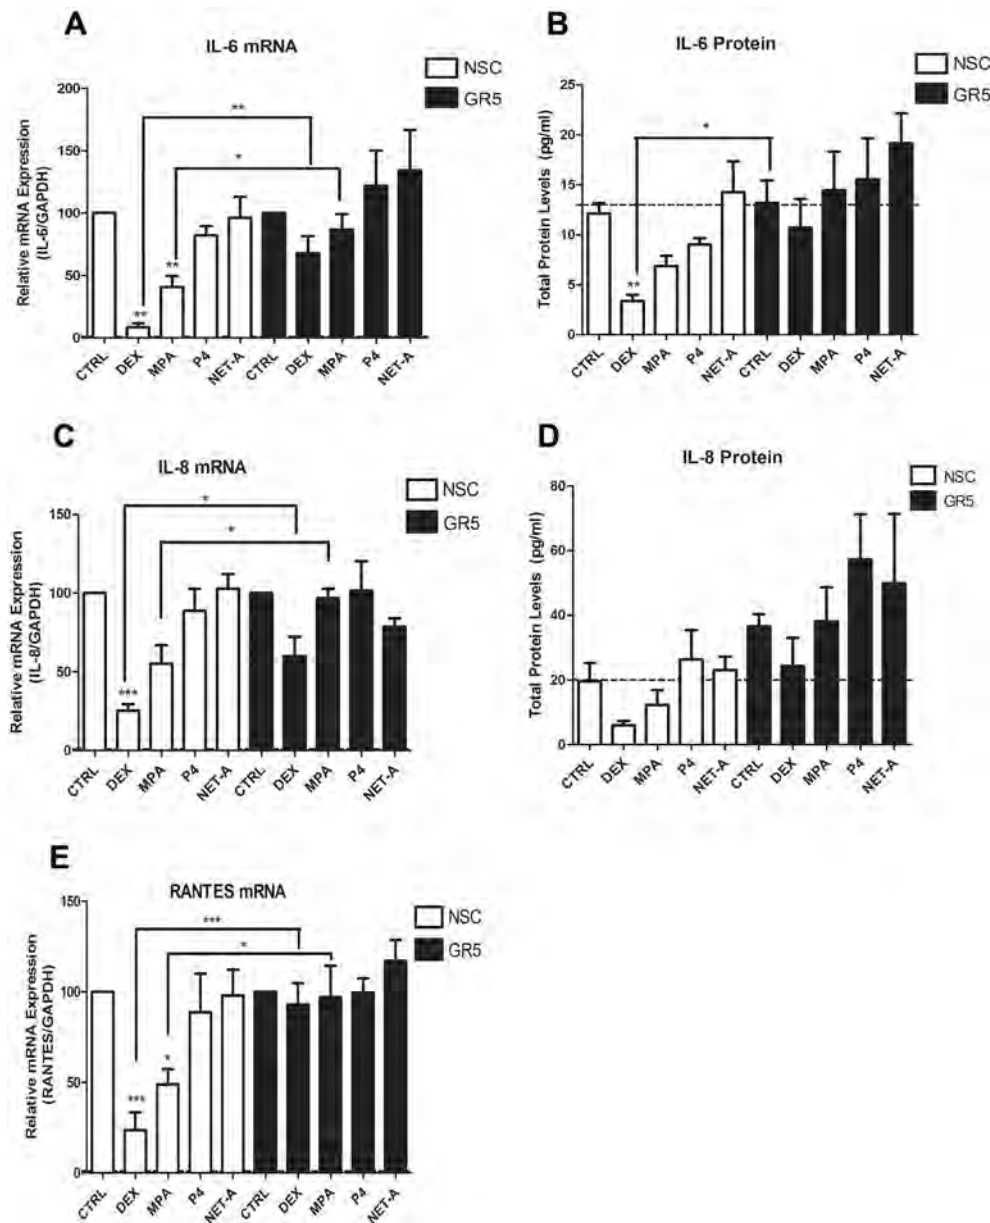 A
IL-6 mRNA
NSC
GR5
Relative mRNA Expression
(IL-6/GAPDH)
200
150
100
50
0
**
*
**
**
CTRL DEX MPA P4 NET-A CTRL DEX MPA P4 NET-A
B
IL-6 Protein
NSC
GR5
Total Protein Levels (pg/ml)
25
20
15
10
5
0
*
**
CTRL DEX MPA P4 NET-A CTRL DEX MPA P4 NET-A
C
IL-8 mRNA
NSC
GR5
Relative mRNA Expression
(IL-8/GAPDH)
150
100
50
0
*
*
***
CTRL DEX MPA P4 NET-A CTRL DEX MPA P4 NET-A
D
IL-8 Protein
NSC
GR5
Total Protein Levels (pg/ml)
80
60
40
20
0
CTRL DEX MPA P4 NET-A CTRL DEX MPA P4 NET-A
E
RANTES mRNA
NSC
GR5
Relative mRNA Expression
(RANTES/GAPDH)
150
100
50
0
***
*
*
***
CTRL DEX MPA P4 NET-A CTRL DEX MPA P4 NET-A